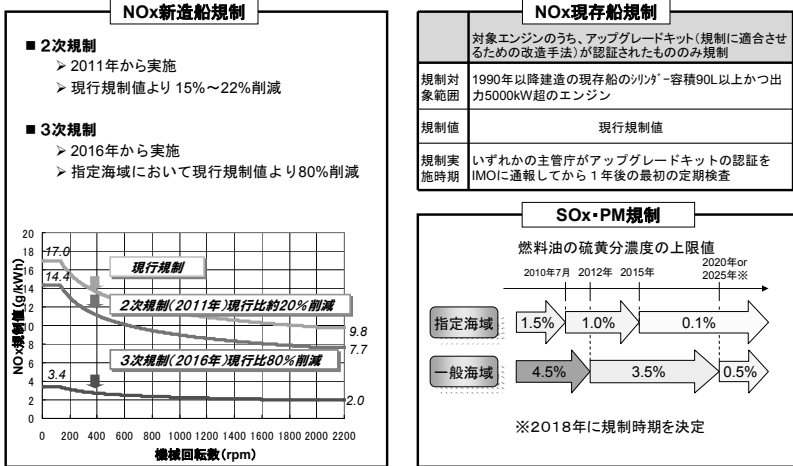 NOx新造船規制
■ 2次規制
➢ 2011年から実施
➢ 現行規制値より 15%～22%削減
■ 3次規制
➢ 2016年から実施
➢ 指定海域において現行規制値より80%削減
NOx規制値(g/kWh)
20
18
16
14
12
10
8
6
4
2
0
17.0
14.4
3.4
現行規制
2次規制(2011年)現行比約20%削減
3次規制(2016年)現行比80%削減
9.8
7.7
2.0
0 200 400 600 800 1000 1200 1400 1600 1800 2000 2200
機械回転数(rpm)
NOx現存船規制
対象エンジンのうち、アップグレードキット(規制に適合させ
るための改造手法)が認証されたもののみ規制
規制対
象範囲
1990年以降建造の現存船のｼﾘﾝﾀﾞｰ容積90L以上かつ出
力5000kW超のエンジン
規制値
現行規制値
規制実
施時期
いずれかの主管庁がアップグレードキットの認証を
IMOに通報してから１年後の最初の定期検査
SOx・PM規制
燃料油の硫黄分濃度の上限値
2010年7月 2012年 2015年
2020年or
2025年※
指定海域 1.5% 1.0% 0.1%
一般海域 4.5% 3.5% 0.5%
※2018年に規制時期を決定